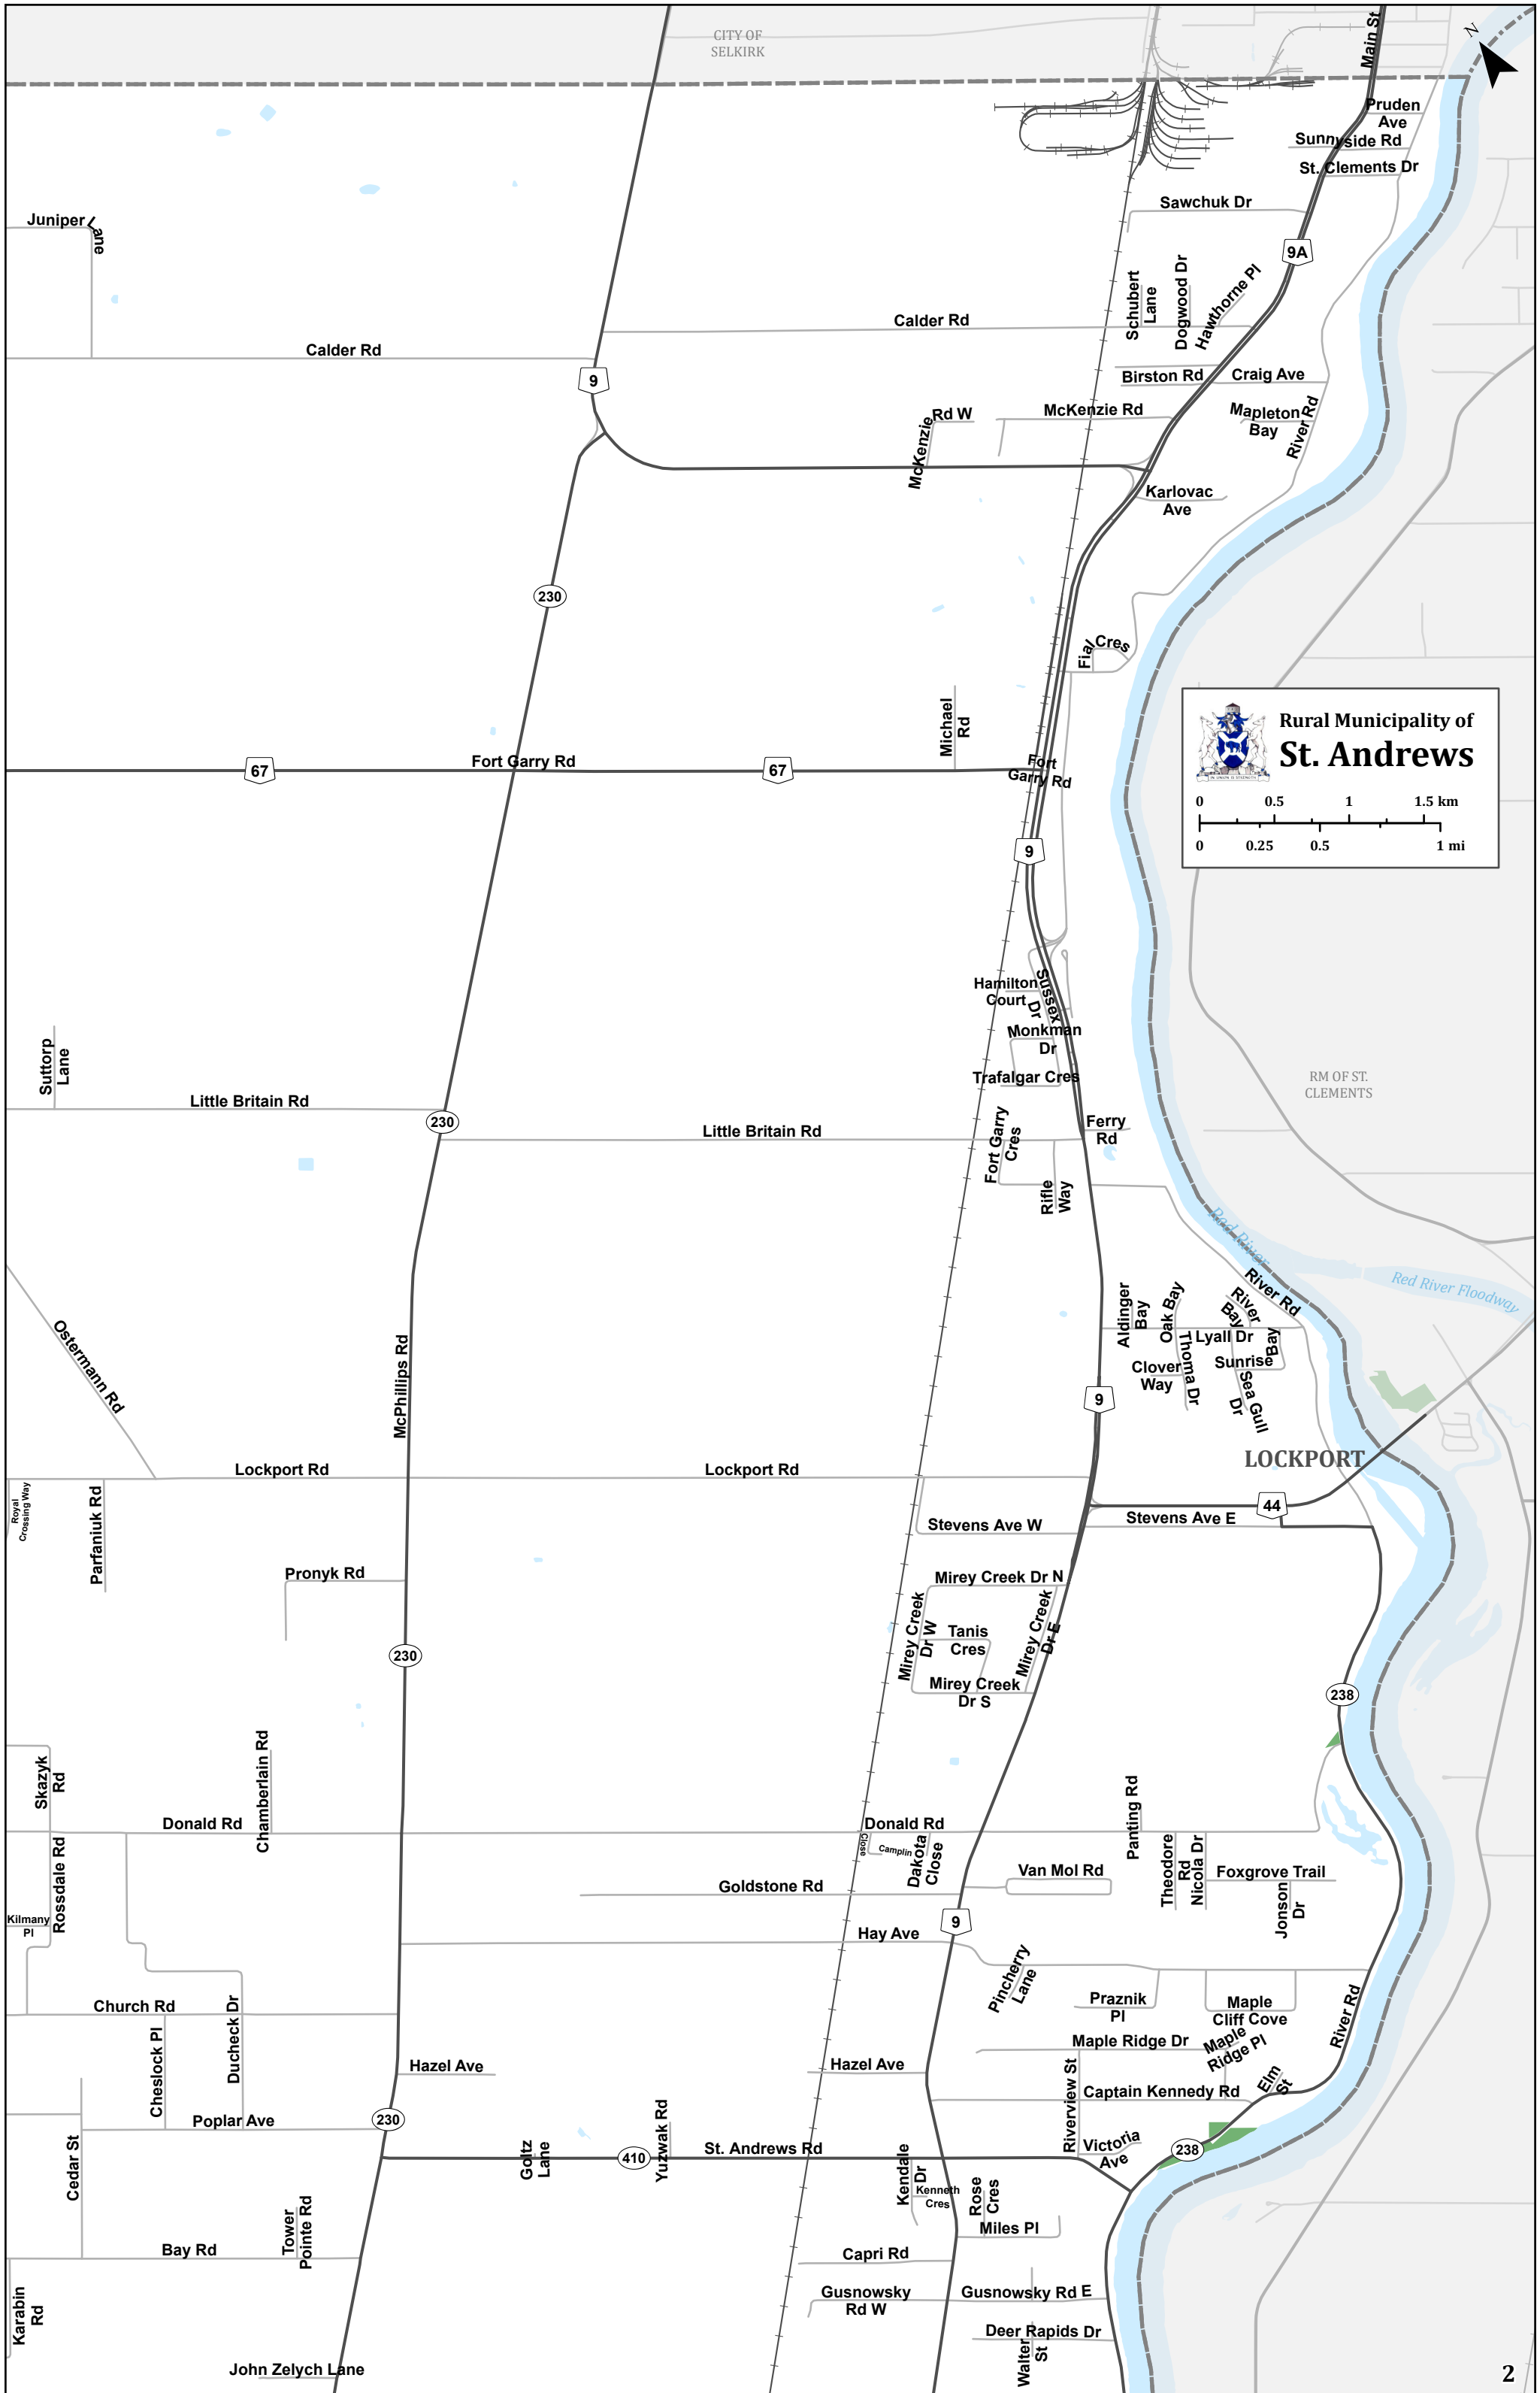 CITY OF
SELKIRK
Main St
N
Pruden
Ave
Sunnyside Rd
St. Clements Dr
Sawchuk Dr
Juniper Lane
9A
Schubert
Lane
Dogwood Dr
Hawthorne Pl
Calder Rd
Calder Rd
9
Birston Rd
Craig Ave
McKenzie Rd W
McKenzie Rd
Mapleton
Bay
River Rd
Karlovac
Ave
230
Fial Cres
Michael
Rd
Rural Municipality of
St. Andrews
0 0.5 1 1.5 km
0 0.25 0.5 1 mi
67
Fort Garry Rd
67
Fort
Garry Rd
9
Hamilton
Court
Sussex
Dr
Monkman
Dr
Trafalgar Cres
Suttorp
Lane
RM OF ST.
CLEMENTS
Little Britain Rd
230
Little Britain Rd
Ferry
Rd
Fort Garry
Cres
Rifle
Way
Red River
Red River Floodway
River Rd
Aldinger
Bay
Oak Bay
River
Bay
Lyall Dr
Thoma Dr
Clover
Way
Sunrise Bay
Sea Gull
Dr
Ostermann Rd
McPhillips Rd
9
LOCKPORT
Lockport Rd
Lockport Rd
Royal
Crossing Way
Parfaniuk Rd
44
Stevens Ave W
Stevens Ave E
Pronyk Rd
Mirey Creek Dr N
Mirey Creek
Dr W
Tanis
Cres
Mirey Creek
Dr E
Mirey Creek
Dr S
230
238
Skazyk
Rd
Chamberlain Rd
Donald Rd
Donald Rd
Panting Rd
Close
Camplin
Dakota
Close
Rossdale Rd
Van Mol Rd
Theodore
Rd
Nicola Dr
Foxgrove Trail
Jonson
Dr
Goldstone Rd
Kilmany
Pl
9
Hay Ave
Pincherry
Lane
Church Rd
Praznik
Pl
Maple
Cliff Cove
River Rd
Cheslock Pl
Ducheck Dr
Maple Ridge Dr
Maple
Ridge Pl
Hazel Ave
Hazel Ave
Riverview St
Captain Kennedy Rd
Elm
St
Poplar Ave
230
Cedar St
Goltz
Lane
410
Yuzwak Rd
St. Andrews Rd
Victoria
Ave
238
Kendale
Dr
Kenneth
Cres
Rose
Cres
Miles Pl
Tower
Pointe Rd
Bay Rd
Capri Rd
Karabin
Rd
Gusnowsky
Rd W
Gusnowsky Rd E
Deer Rapids Dr
Walter
St
John Zelych Lane
2